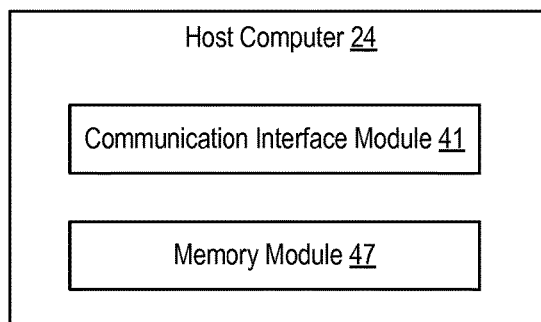 Host Computer 24
Communication Interface Module 41
Memory Module 47